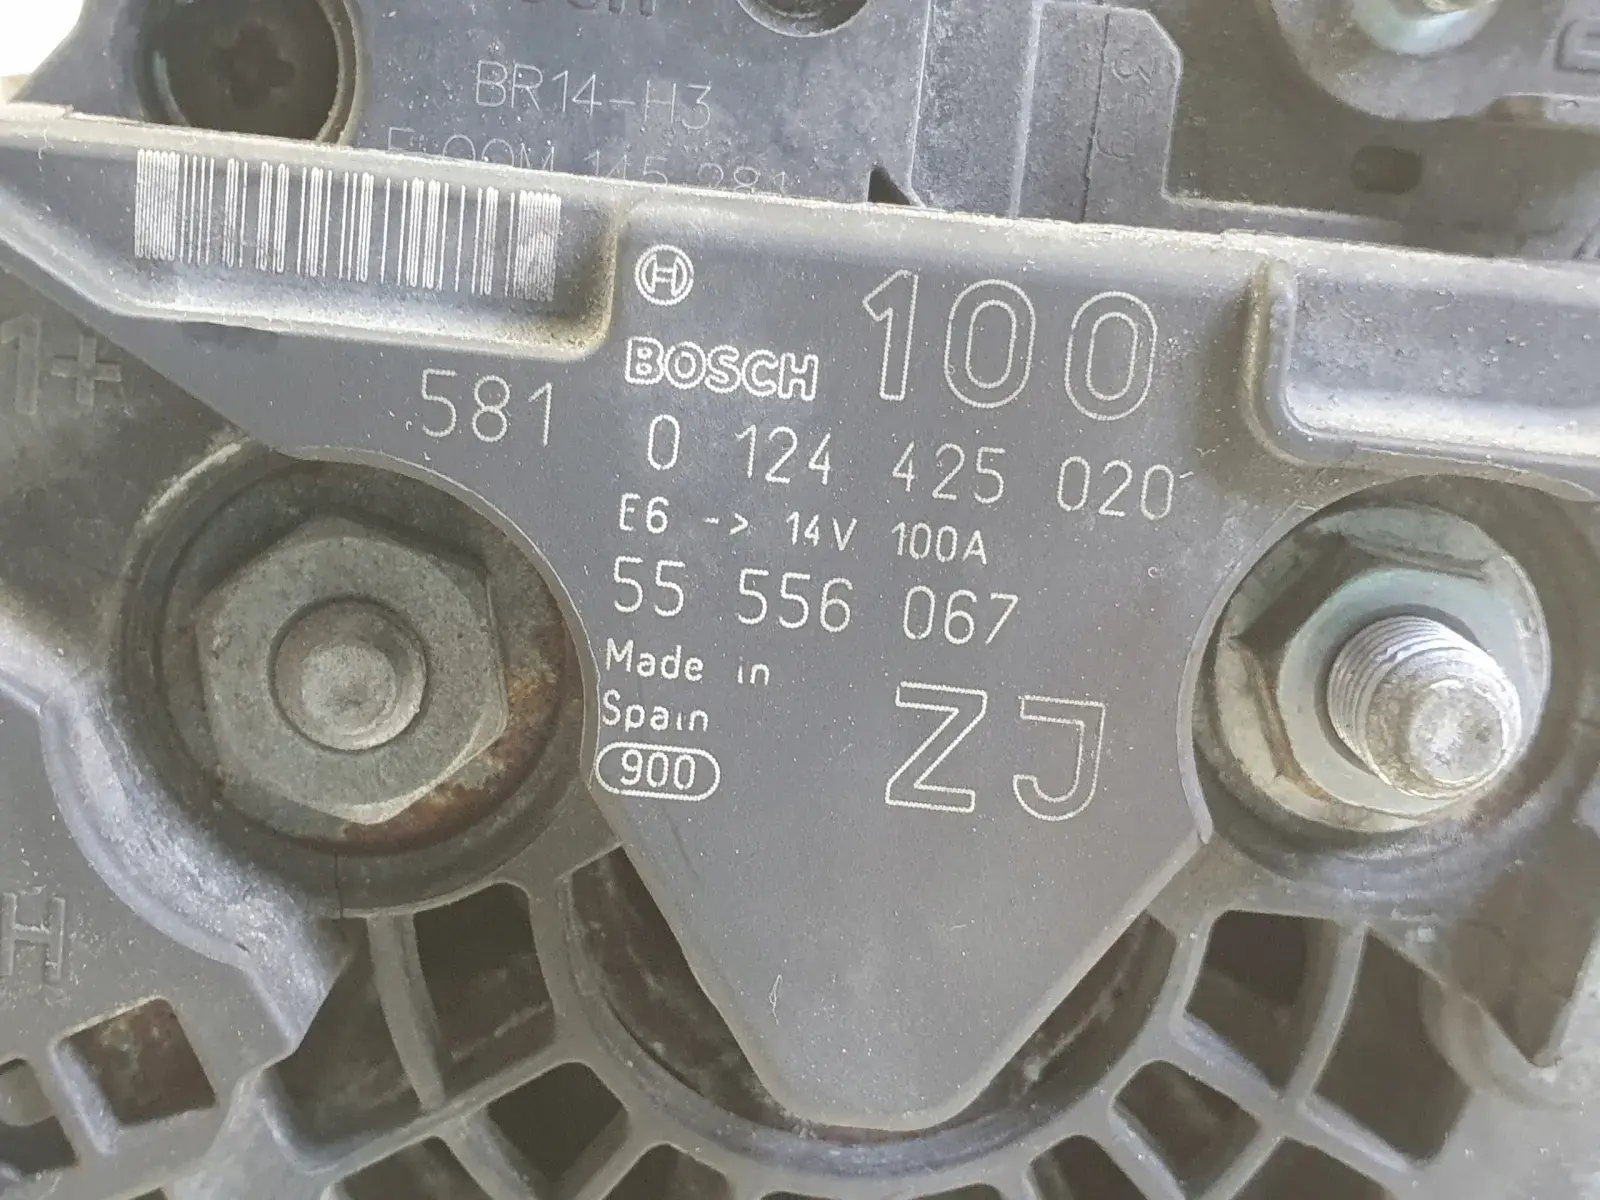 BR14-H3
1+
BOSCH
100
581
0 124 425 020
E6 -> 14V 100A
55 556 067
Made in
Spain
900
ZJ
H